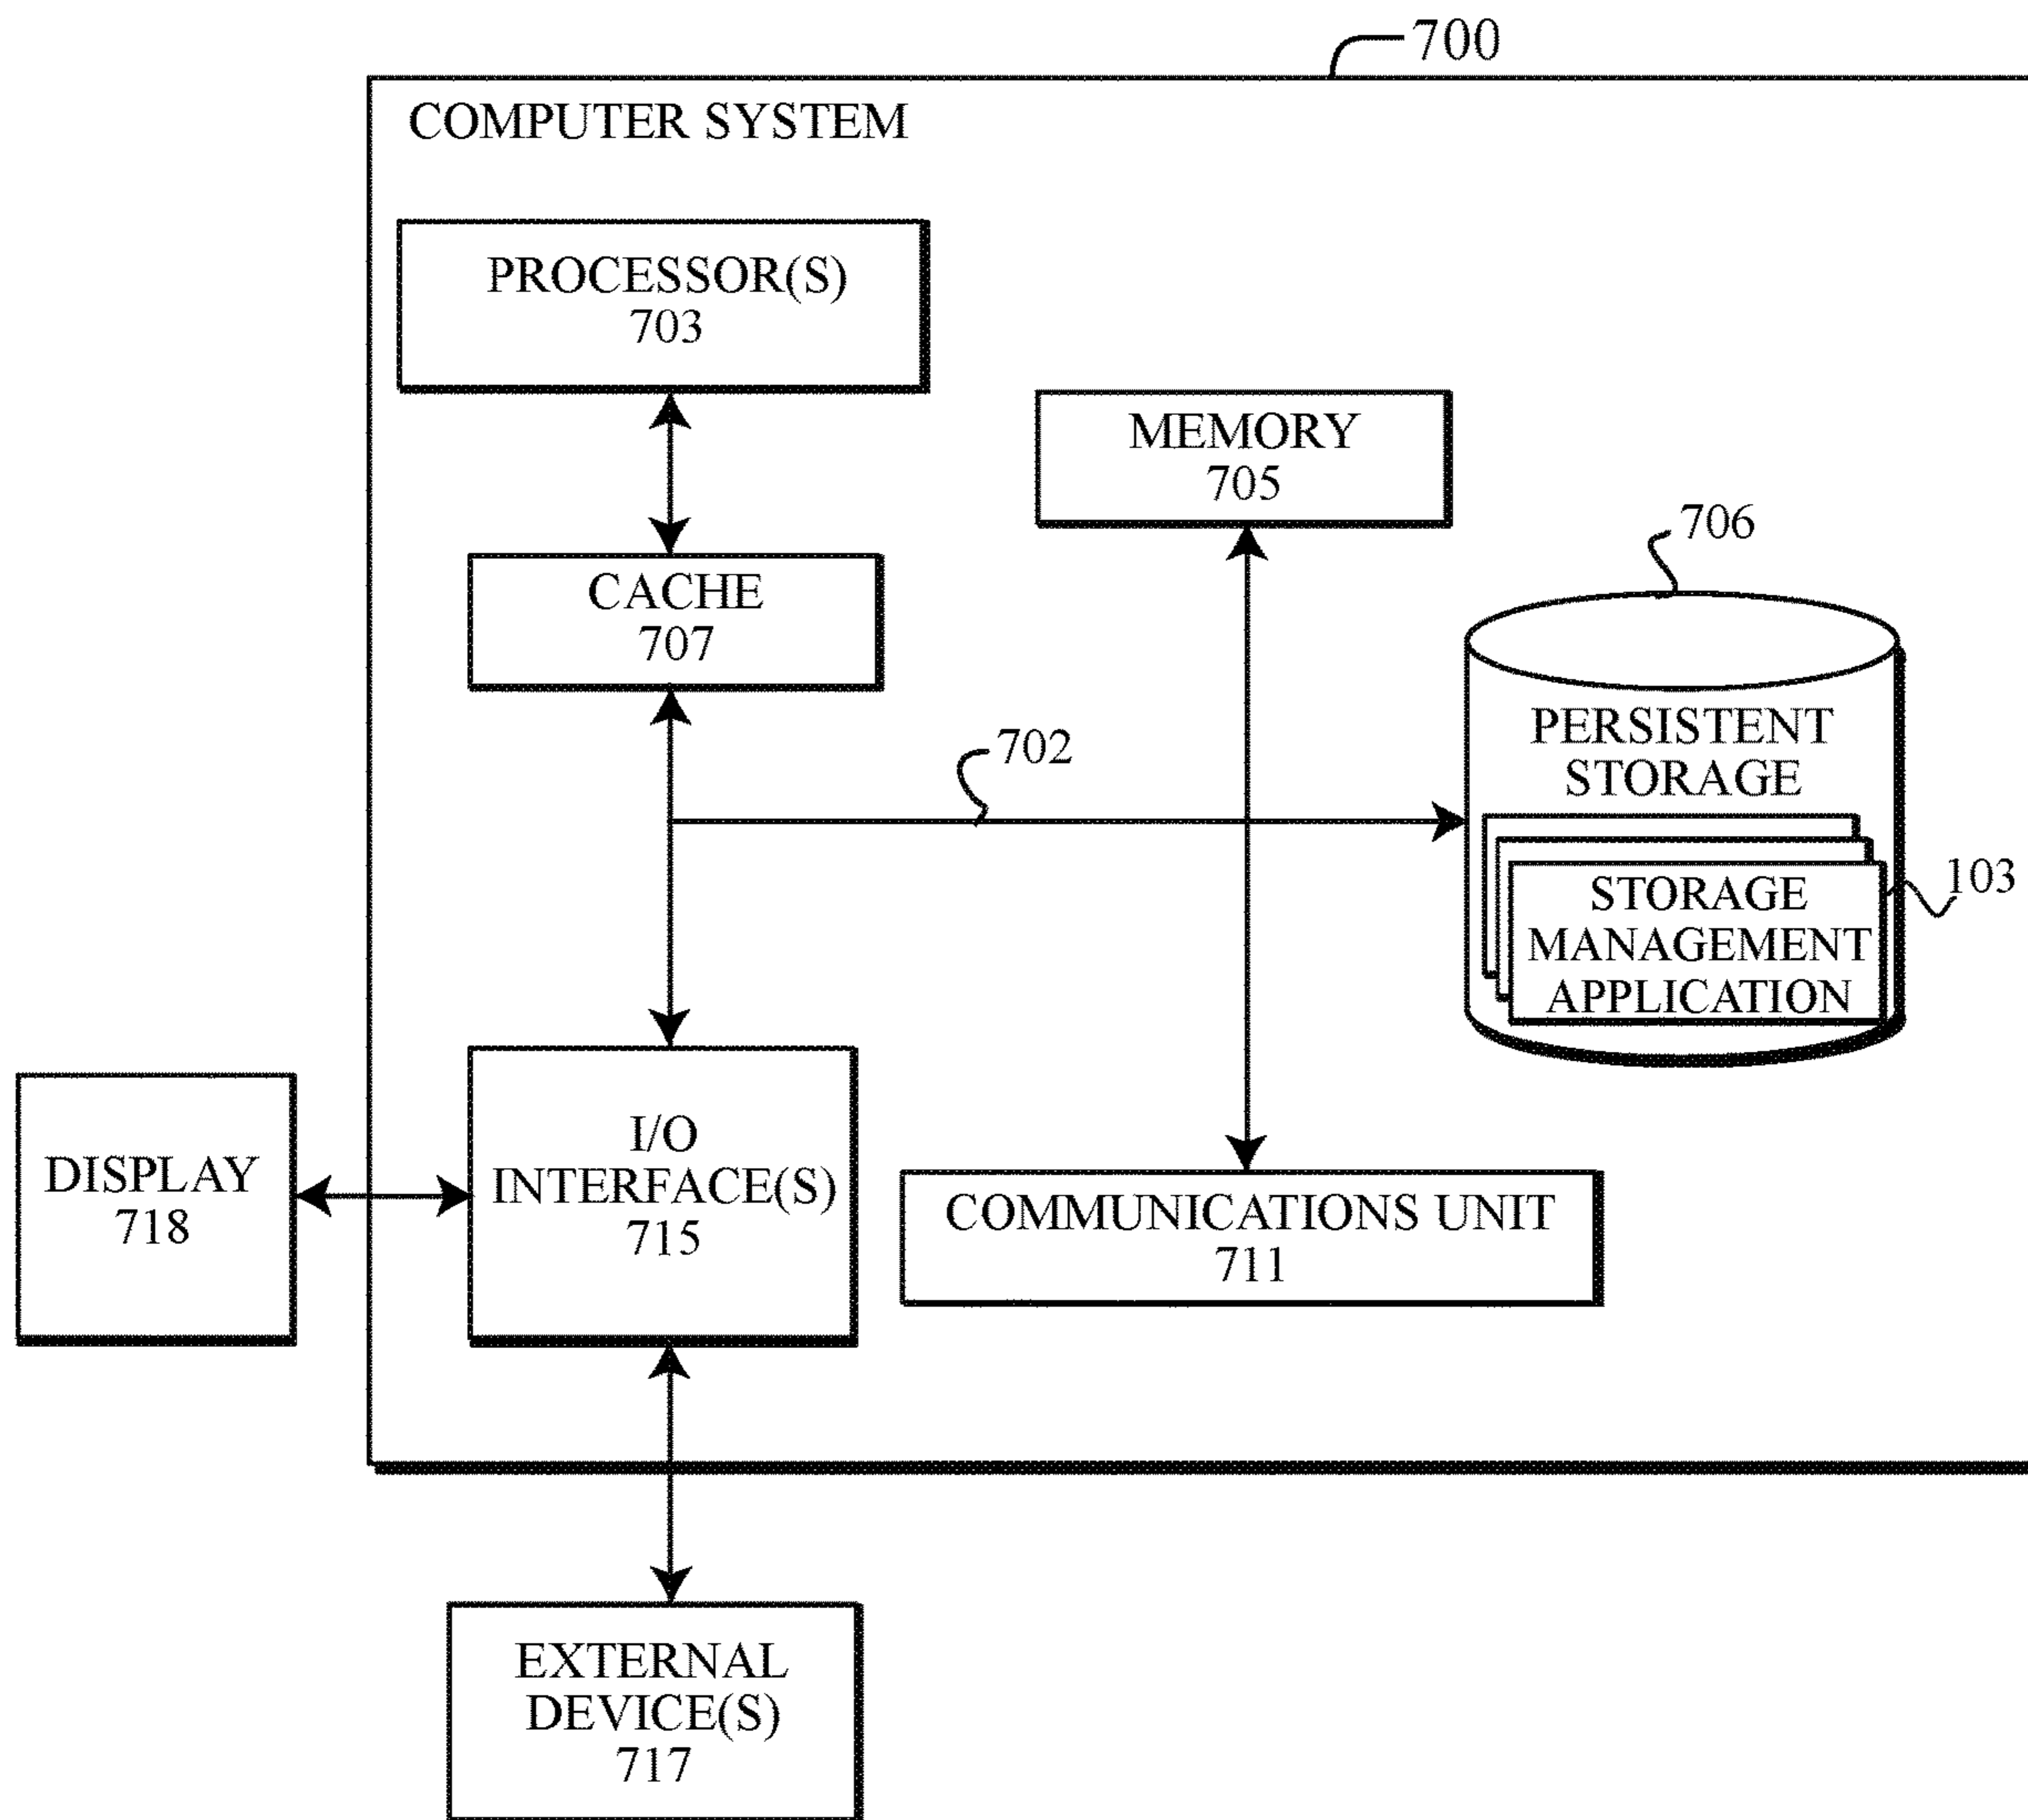 700
COMPUTER SYSTEM
PROCESSOR(S)
703
MEMORY
705
706
CACHE
707
702
PERSISTENT
STORAGE
STORAGE
MANAGEMENT
APPLICATION
103
I/O
INTERFACE(S)
715
DISPLAY
718
COMMUNICATIONS UNIT
711
EXTERNAL
DEVICE(S)
717